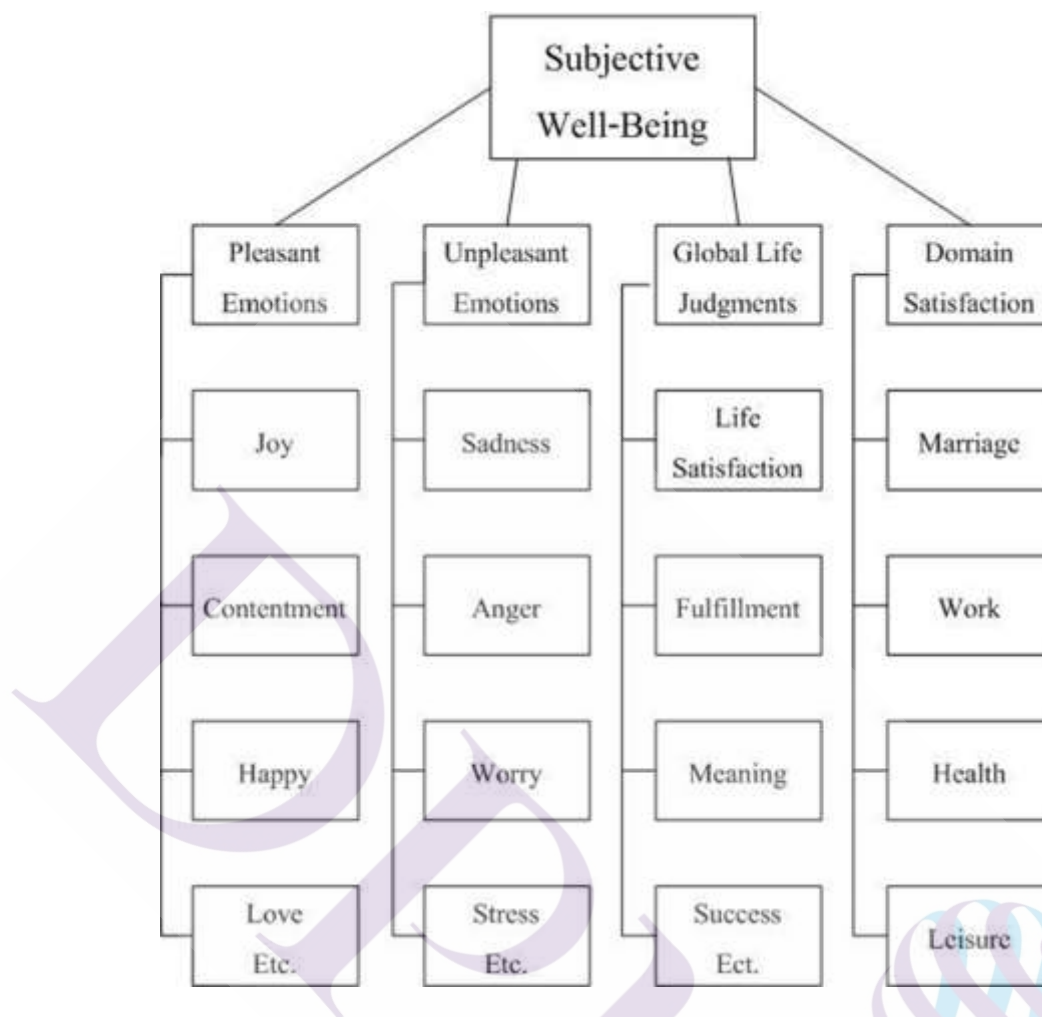 Subjective
Well-Being
Pleasant
Emotions
Unpleasant
Emotions
Global Life
Judgments
Domain
Satisfaction
Joy
Sadness
Life
Satisfaction
Marriage
Contentment
Anger
Fulfillment
Work
Happy
Worry
Meaning
Health
Love
Etc.
Stress
Etc.
Success
Ect.
Leisure